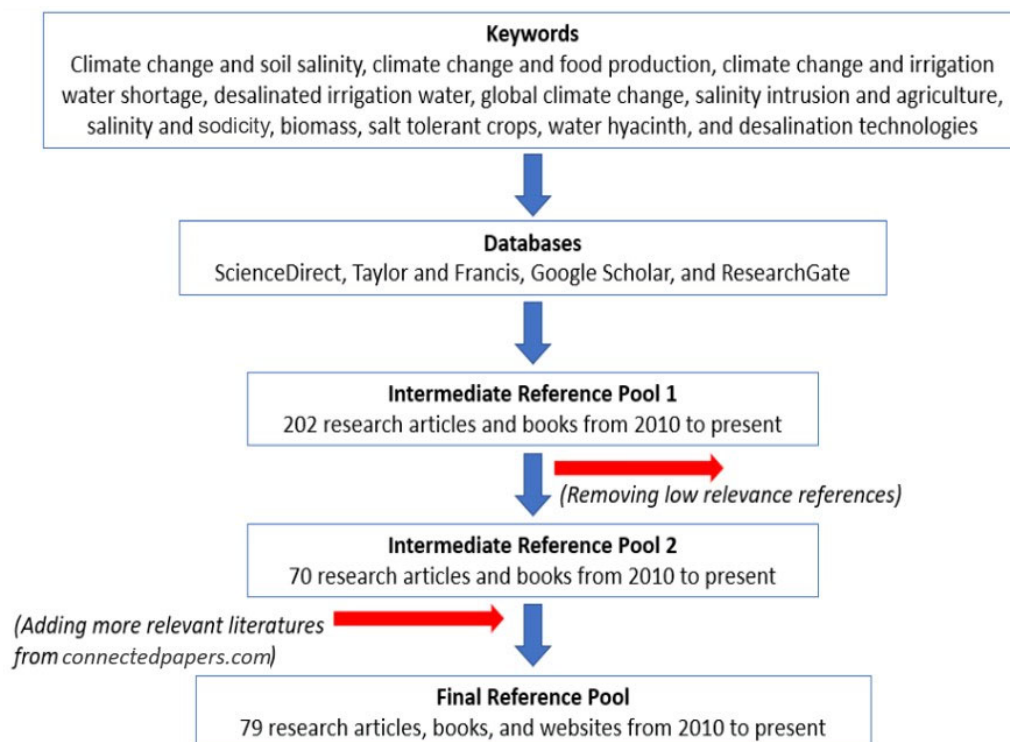 Keywords
Climate change and soil salinity, climate change and food production, climate change and irrigation
water shortage, desalinated irrigation water, global climate change, salinity intrusion and agriculture,
salinity and sodicity, biomass, salt tolerant crops, water hyacinth, and desalination technologies
Databases
ScienceDirect, Taylor and Francis, Google Scholar, and ResearchGate
Intermediate Reference Pool 1
202 research articles and books from 2010 to present
(Removing low relevance references)
Intermediate Reference Pool 2
70 research articles and books from 2010 to present
(Adding more relevant literatures
from connectedpapers.com)
Final Reference Pool
79 research articles, books, and websites from 2010 to present